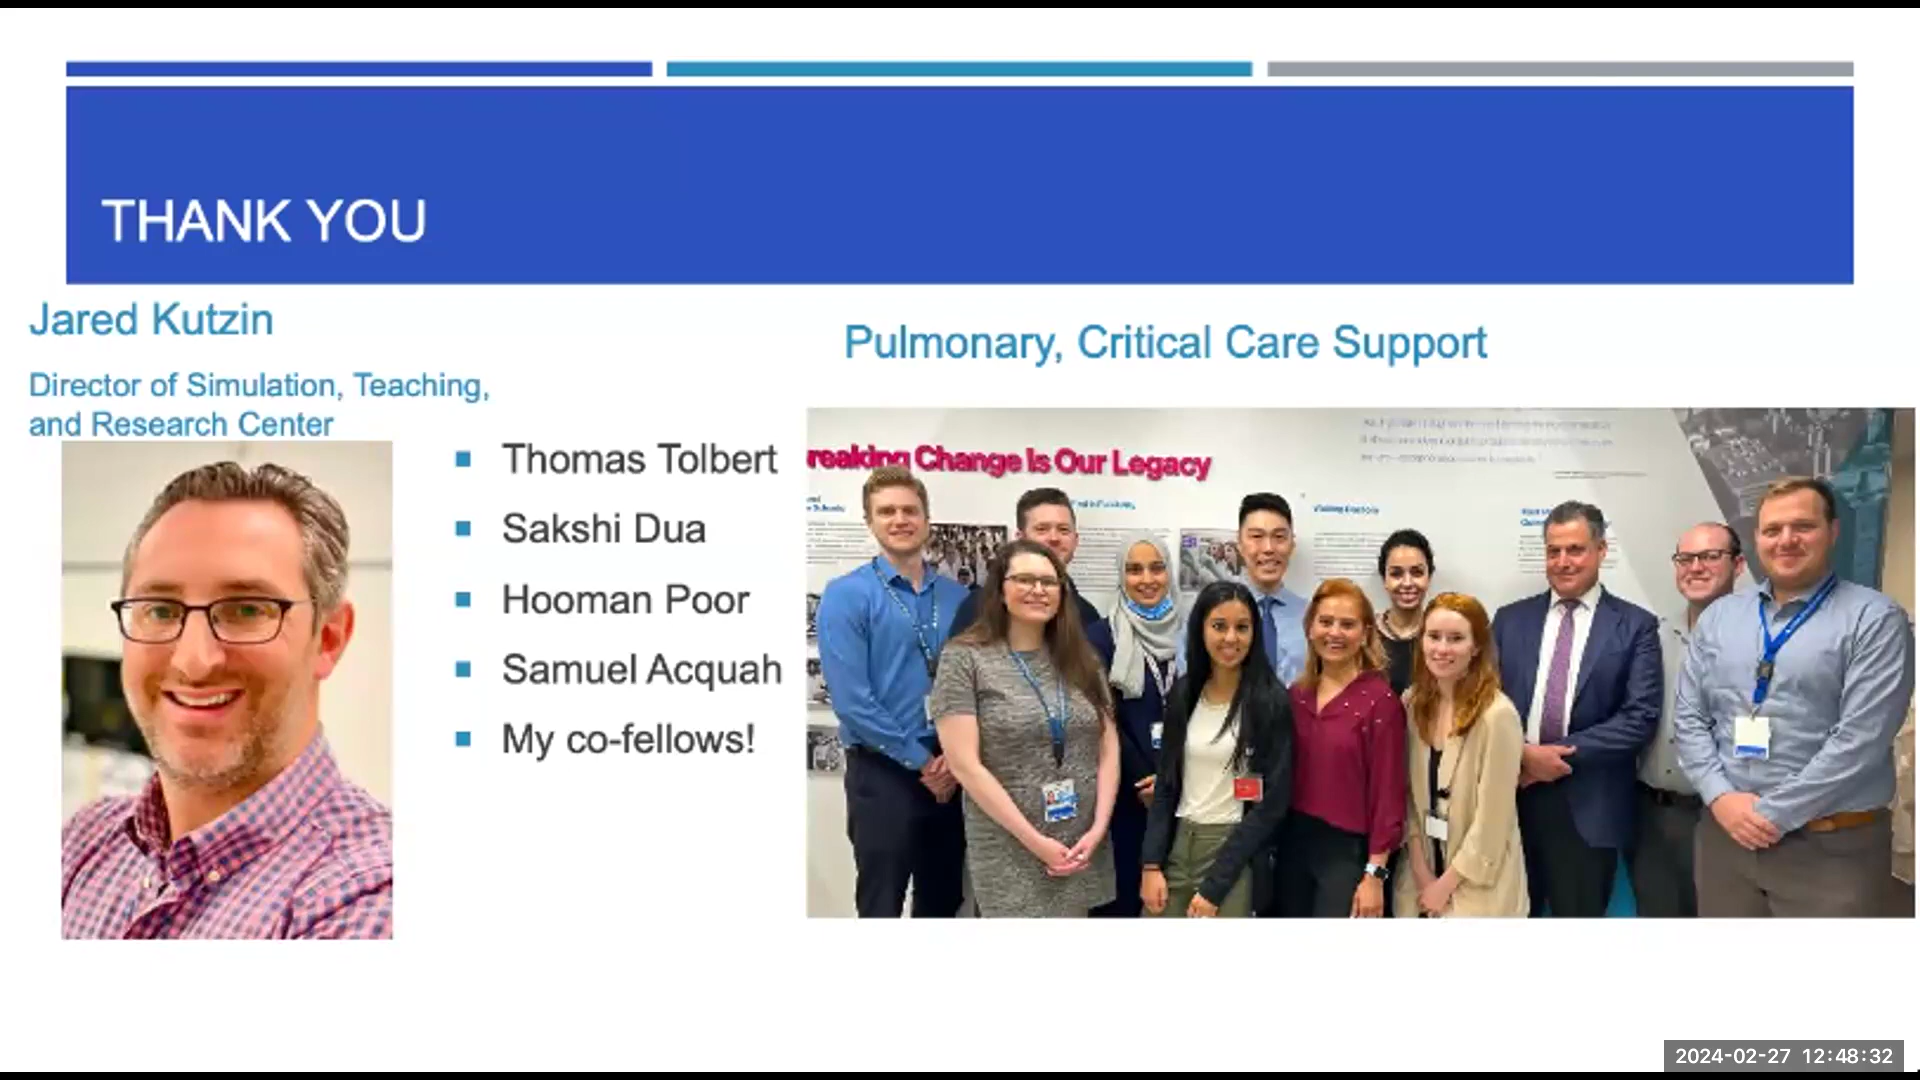 THANK YOU
Jared Kutzin
Director of Simulation, Teaching,
and Research Center
Thomas Tolbert
Sakshi Dua
Hooman Poor
Samuel Acquah
My co-fellows!
Pulmonary, Critical Care Support
reaking Change Is Our Legacy
2024-02-27 12:48:32